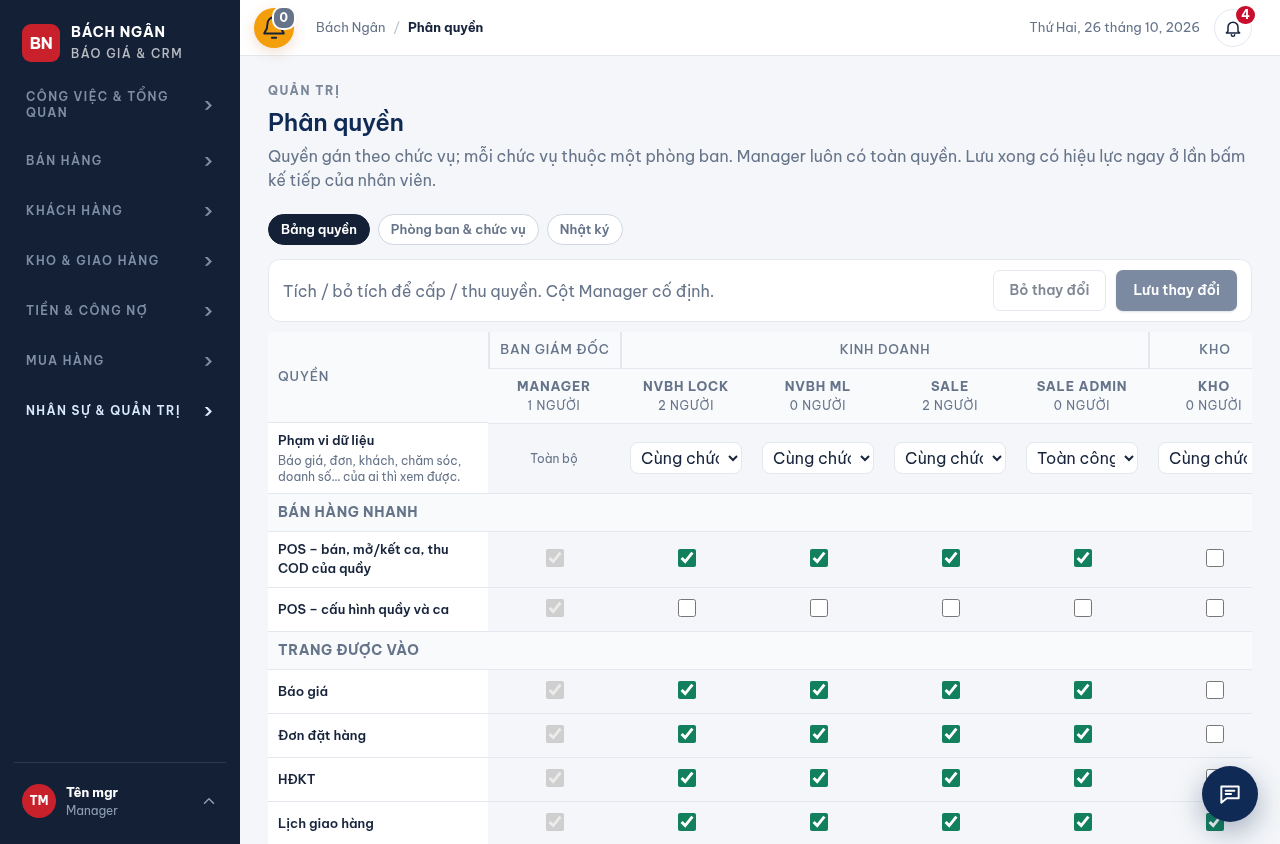 BN
BÁCH NGÂN
BÁO GIÁ & CRM
CÔNG VIỆC & TỔNG
QUAN
BÁN HÀNG
KHÁCH HÀNG
KHO & GIAO HÀNG
TIỀN & CÔNG NỢ
MUA HÀNG
NHÂN SỰ & QUẢN TRỊ
TM
Tên mgr
Manager
0
Bách Ngân / Phân quyền
Thứ Hai, 26 tháng 10, 2026
4
QUẢN TRỊ
Phân quyền
Quyền gán theo chức vụ; mỗi chức vụ thuộc một phòng ban. Manager luôn có toàn quyền. Lưu xong có hiệu lực ngay ở lần bấm
kế tiếp của nhân viên.
Bảng quyền
Phòng ban & chức vụ
Nhật ký
Tích / bỏ tích để cấp / thu quyền. Cột Manager cố định.
Bỏ thay đổi
Lưu thay đổi
QUYỀN
BAN GIÁM ĐỐC
KINH DOANH
KHO
MANAGER
1 NGƯỜI
NVBH LOCK
2 NGƯỜI
NVBH ML
0 NGƯỜI
SALE
2 NGƯỜI
SALE ADMIN
0 NGƯỜI
KHO
0 NGƯỜI
Phạm vi dữ liệu
Báo giá, đơn, khách, chăm sóc,
doanh số... của ai thì xem được.
Toàn bộ
Cùng chức
Cùng chức
Cùng chức
Toàn công
Cùng chức
BÁN HÀNG NHANH
POS – bán, mở/kết ca, thu
COD của quầy
POS – cấu hình quầy và ca
TRANG ĐƯỢC VÀO
Báo giá
Đơn đặt hàng
HĐKT
Lịch giao hàng